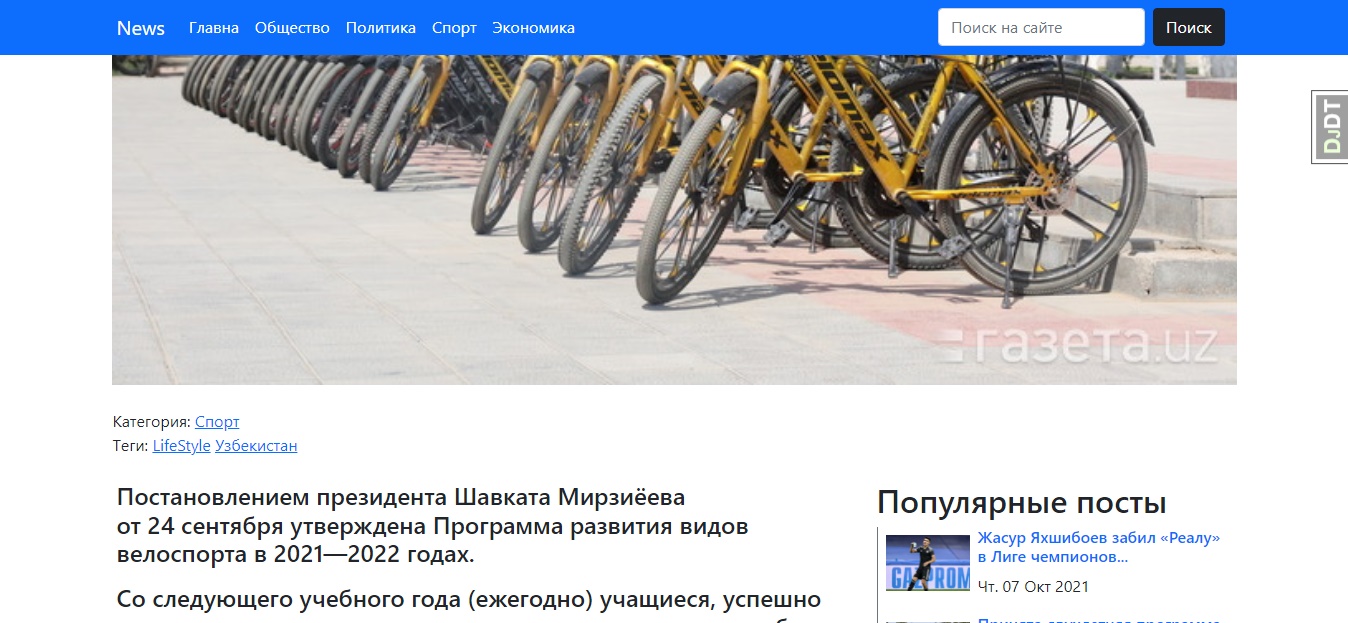 News Главна Общество Политика Спорт Экономика Поиск на сайте Поиск
DjDT
velomax
газета.uz
Категория: Спорт
Теги: LifeStyle Узбекистан
Постановлением президента Шавката Мирзиёева
от 24 сентября утверждена Программа развития видов
велоспорта в 2021—2022 годах.
Со следующего учебного года (ежегодно) учащиеся, успешно
Популярные посты
Жасур Яхшибоев забил «Реалу»
в Лиге чемпионов...
GAZPROM
Чт. 07 Окт 2021